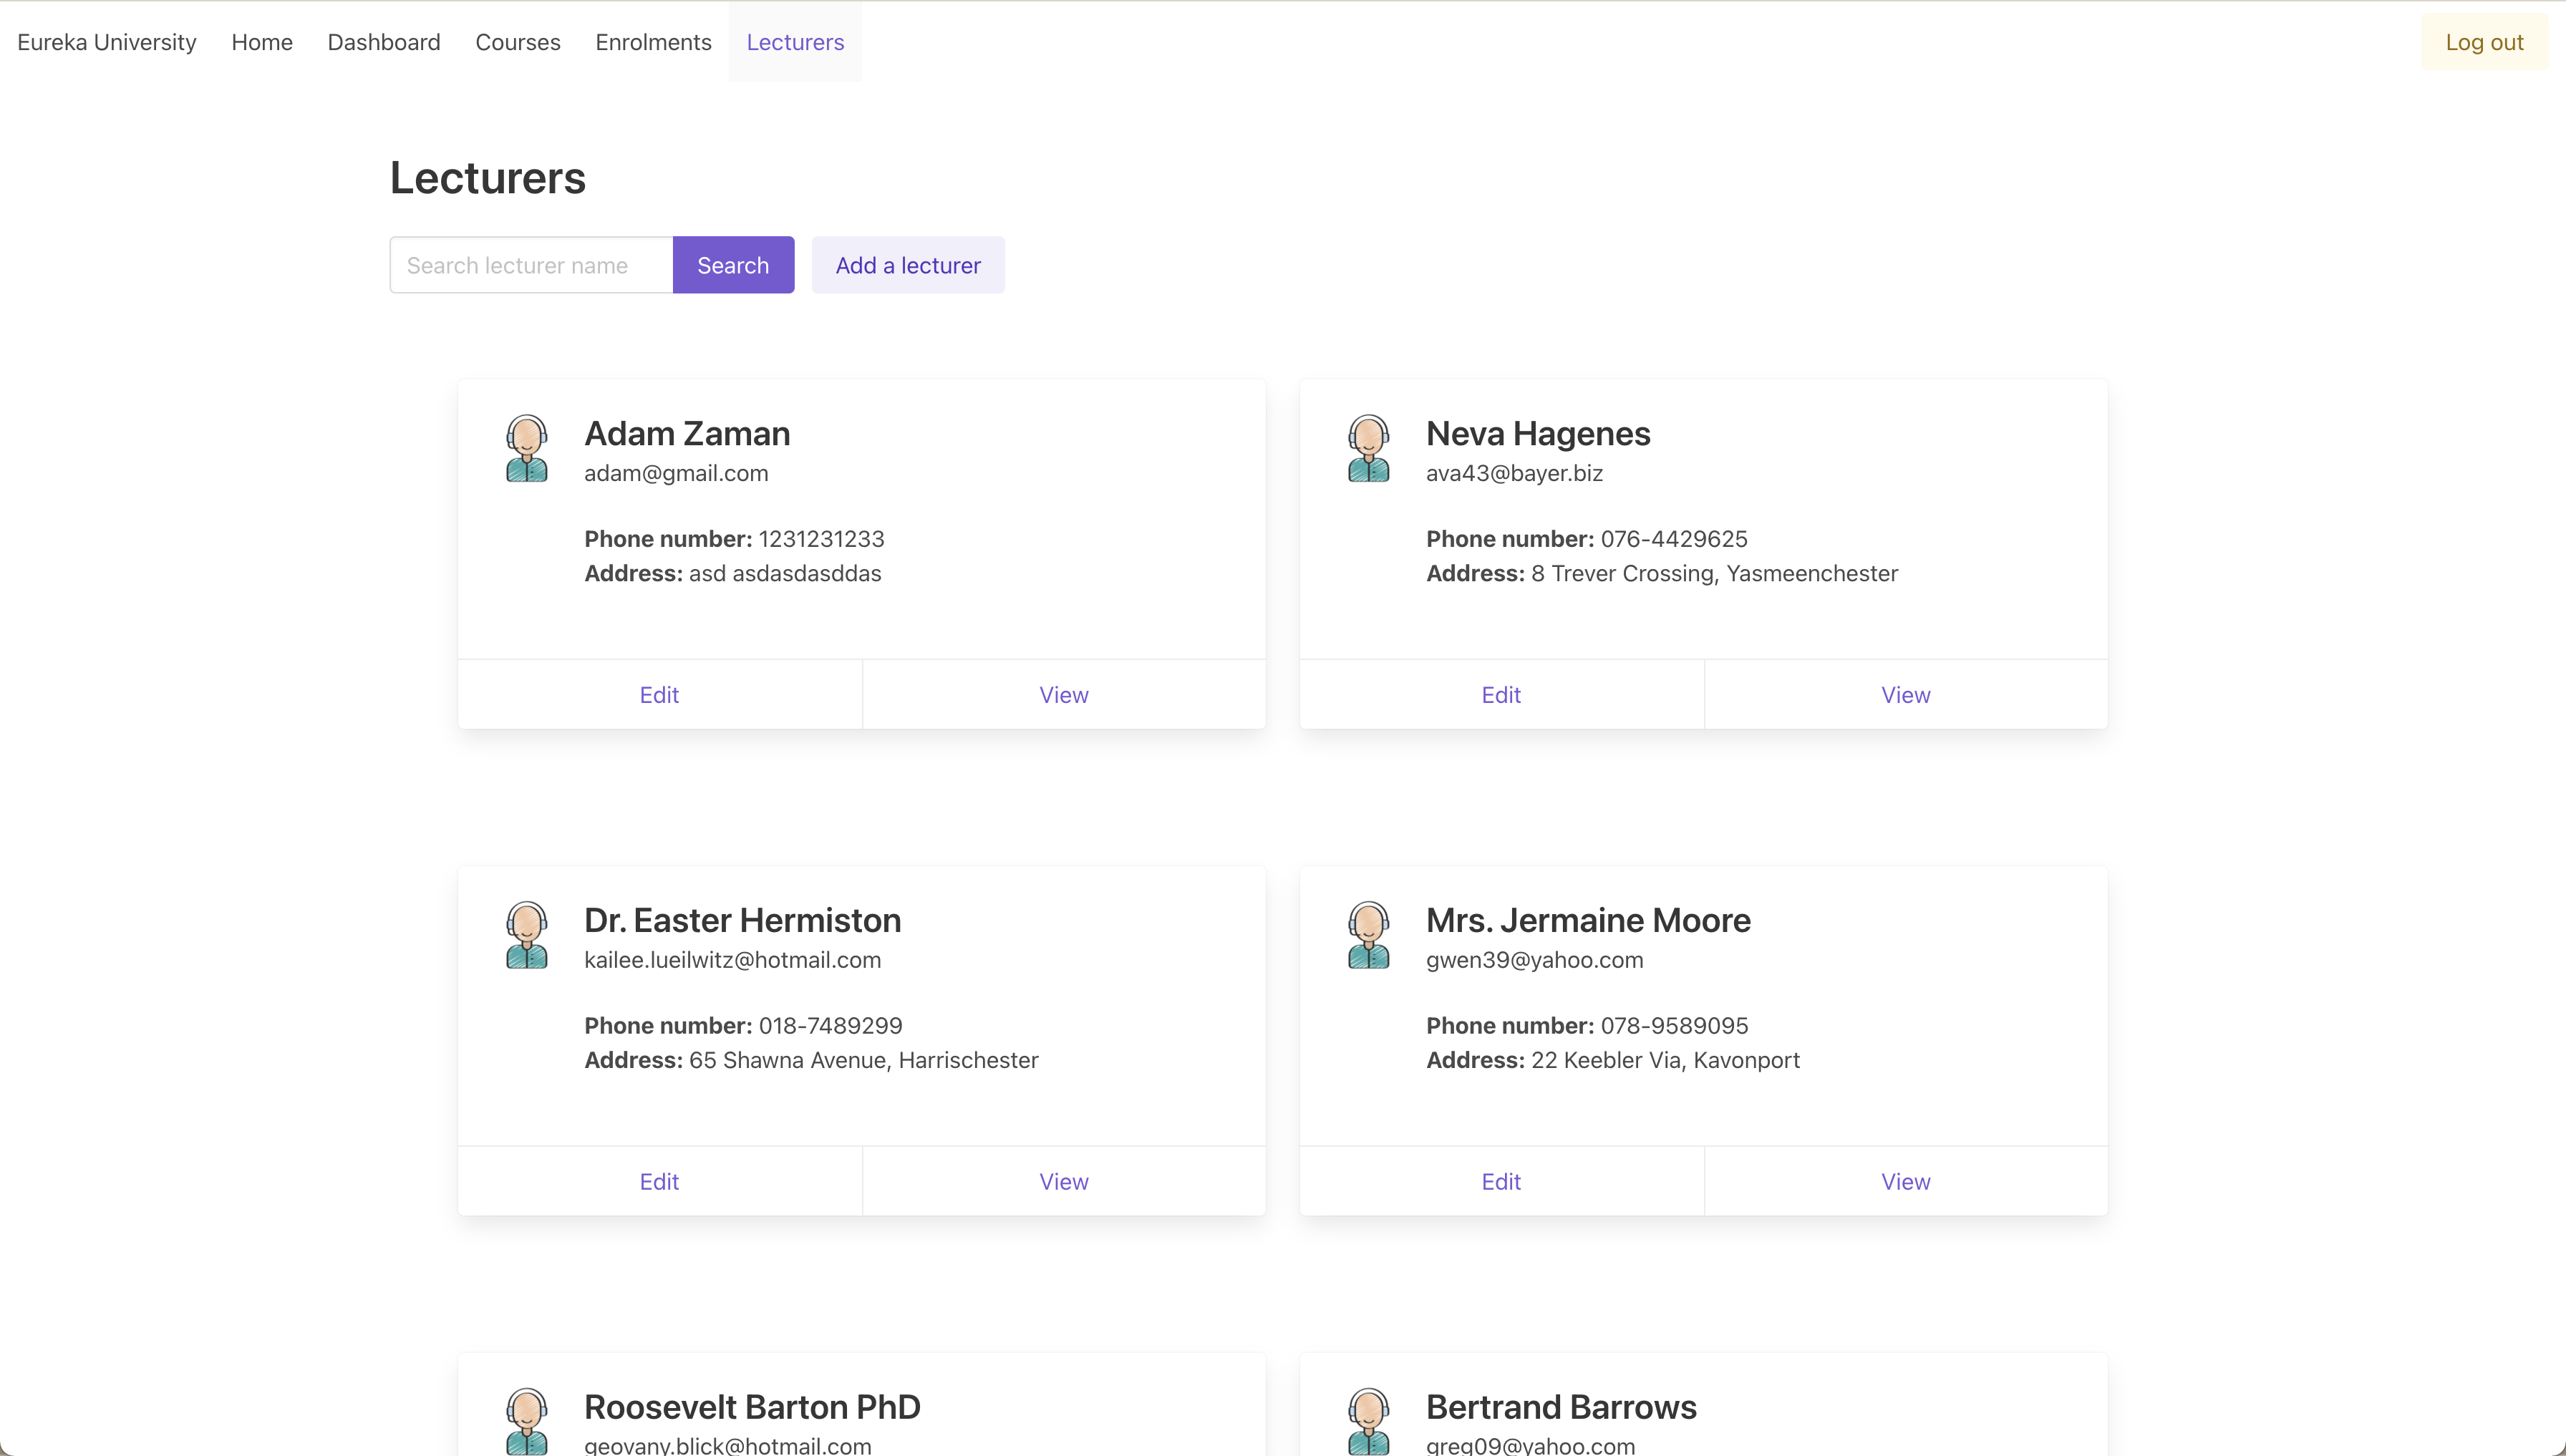 Eureka University Home Dashboard Courses Enrolments Lecturers Log out
Lecturers
Search lecturer name Search Add a lecturer
Adam Zaman
adam@gmail.com
Phone number: 1231231233
Address: asd asdasdasddas
Edit View
Neva Hagenes
ava43@bayer.biz
Phone number: 076-4429625
Address: 8 Trever Crossing, Yasmeenchester
Edit View
Dr. Easter Hermiston
kailee.lueilwitz@hotmail.com
Phone number: 018-7489299
Address: 65 Shawna Avenue, Harrischester
Edit View
Mrs. Jermaine Moore
gwen39@yahoo.com
Phone number: 078-9589095
Address: 22 Keebler Via, Kavonport
Edit View
Roosevelt Barton PhD
geovany.blick@hotmail.com
Bertrand Barrows
greg09@yahoo.com